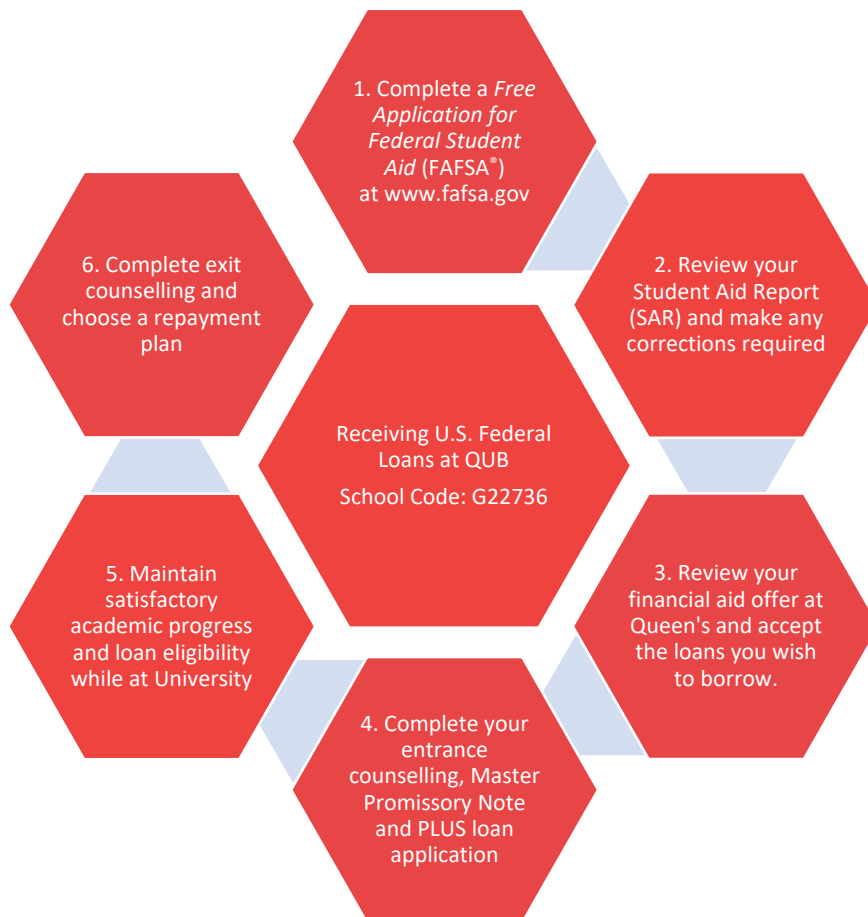 1. Complete a Free
Application for
Federal Student
Aid (FAFSA®)
at www.fafsa.gov
2. Review your
Student Aid Report
(SAR) and make any
corrections required
3. Review your
financial aid offer at
Queen's and accept
the loans you wish
to borrow.
4. Complete your
entrance
counselling, Master
Promissory Note
and PLUS loan
application
5. Maintain
satisfactory
academic progress
and loan eligibility
while at University
6. Complete exit
counselling and
choose a repayment
plan
Receiving U.S. Federal
Loans at QUB
School Code: G22736